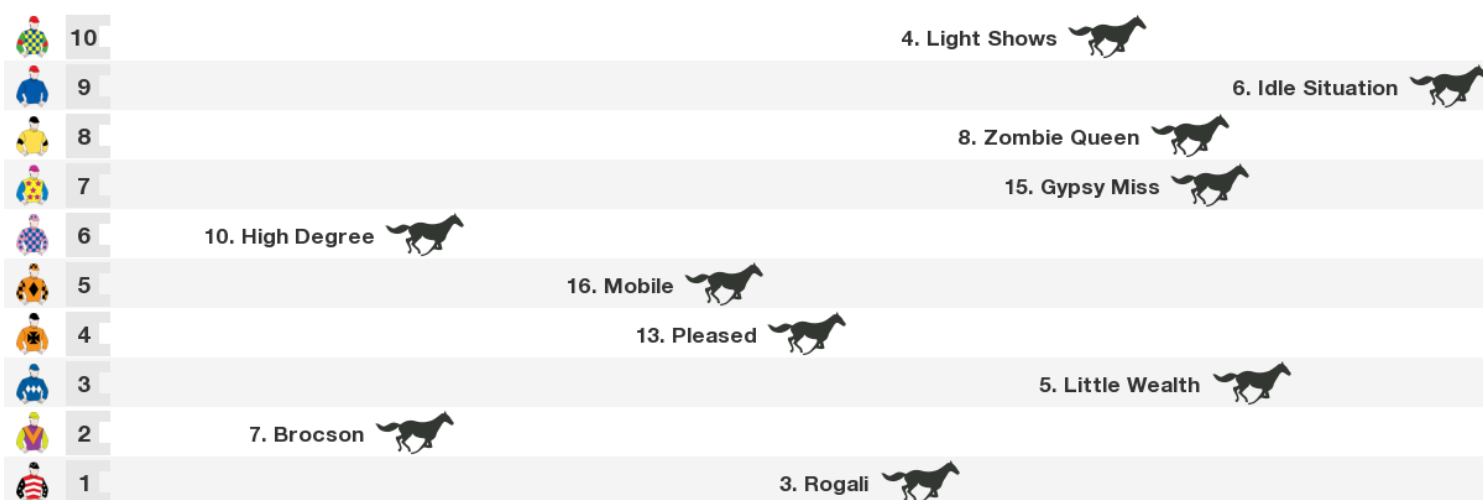 10 4. Light Shows
9 6. Idle Situation
8 8. Zombie Queen
7 15. Gypsy Miss
6 10. High Degree
5 16. Mobile
4 13. Pleased
3 5. Little Wealth
2 7. Brocson
1 3. Rogali